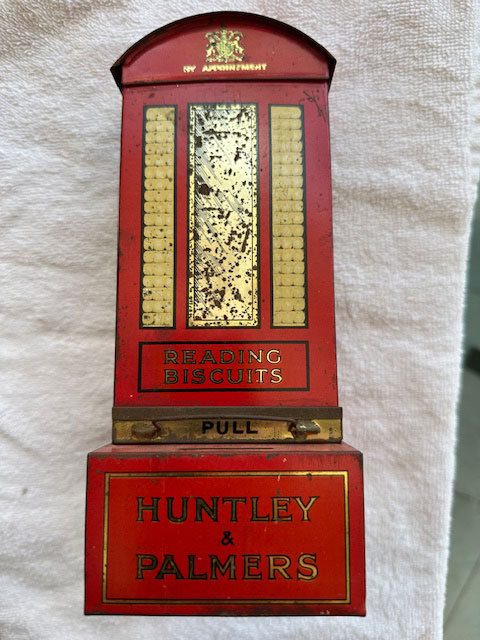 BY APPOINTMENT
READING
BISCUITS
PULL
HUNTLEY
&
PALMERS